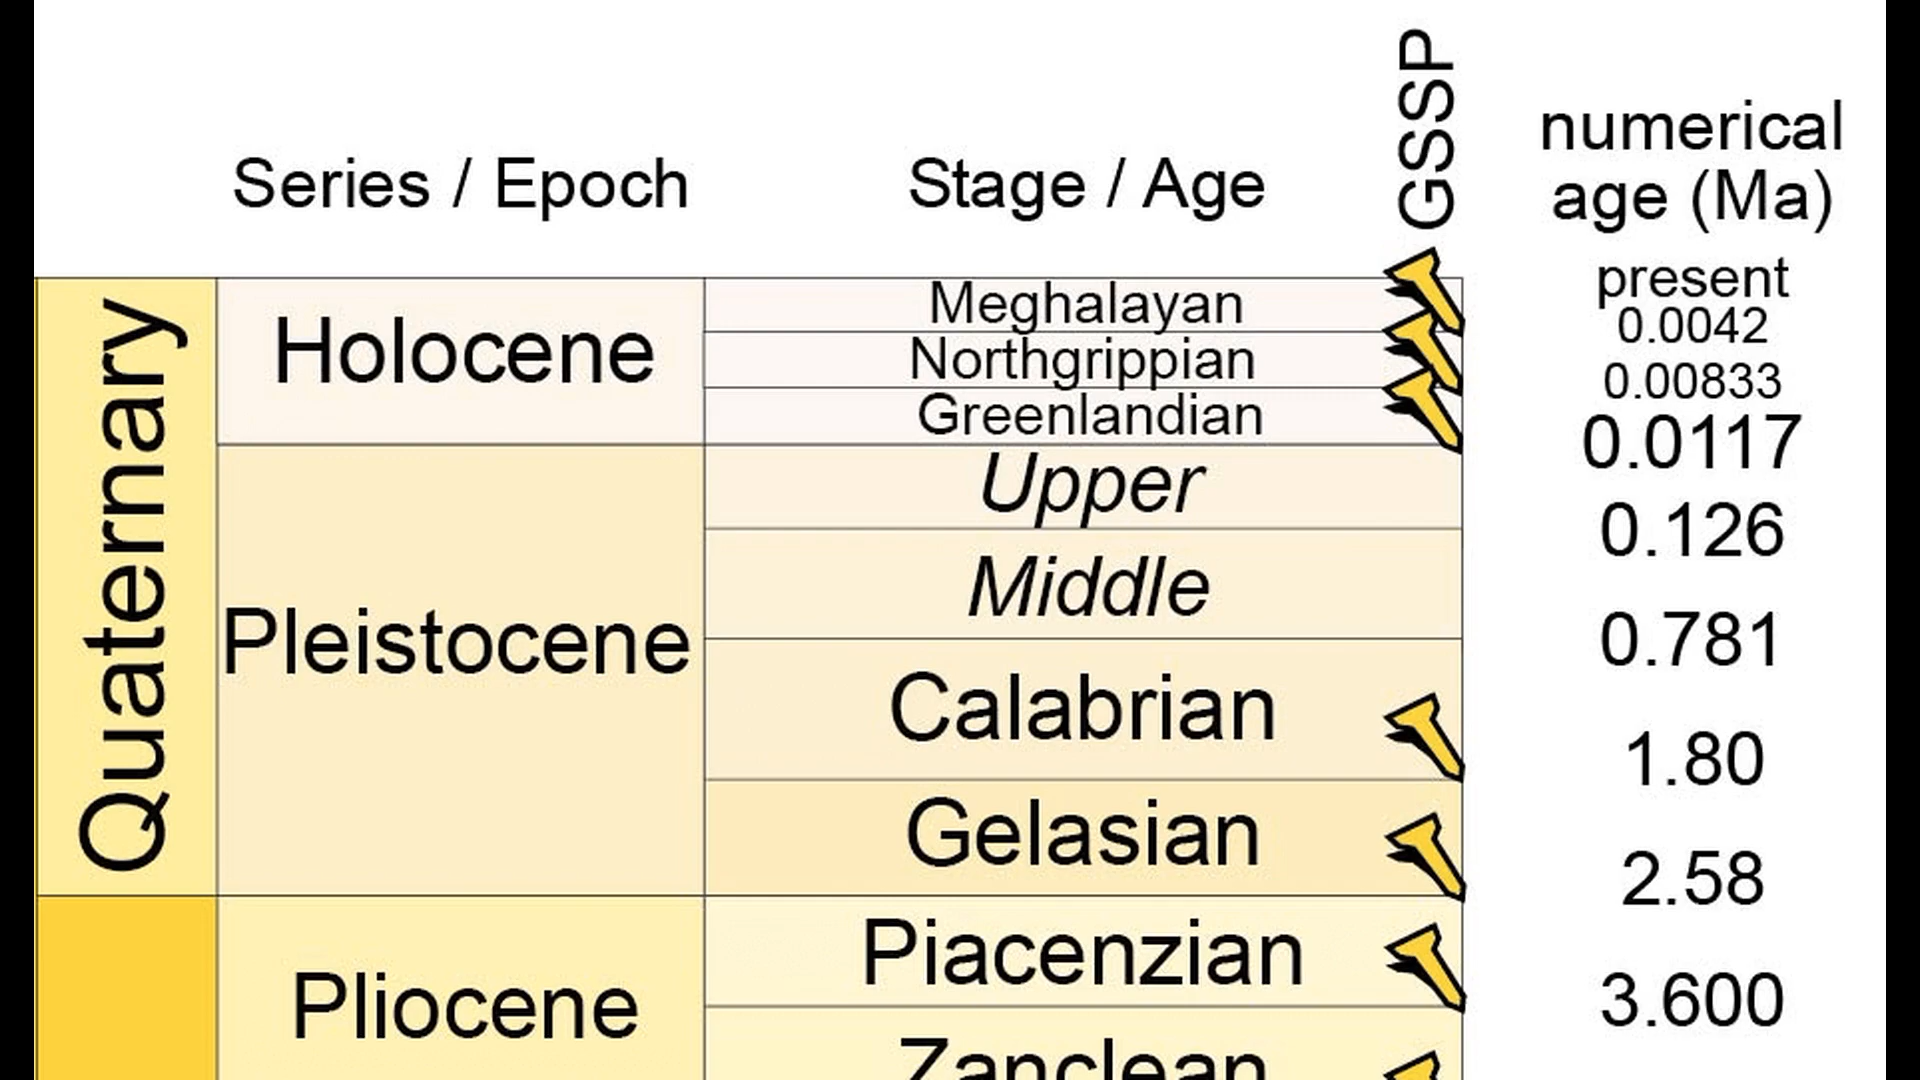 GSSP
numerical
age (Ma)
Series / Epoch
Stage / Age
present
Quaternary
Holocene
Meghalayan
0.0042
Northgrippian
0.00833
Greenlandian
0.0117
Pleistocene
Upper
0.126
Middle
0.781
Calabrian
1.80
Gelasian
2.58
Pliocene
Piacenzian
3.600
Zanclean